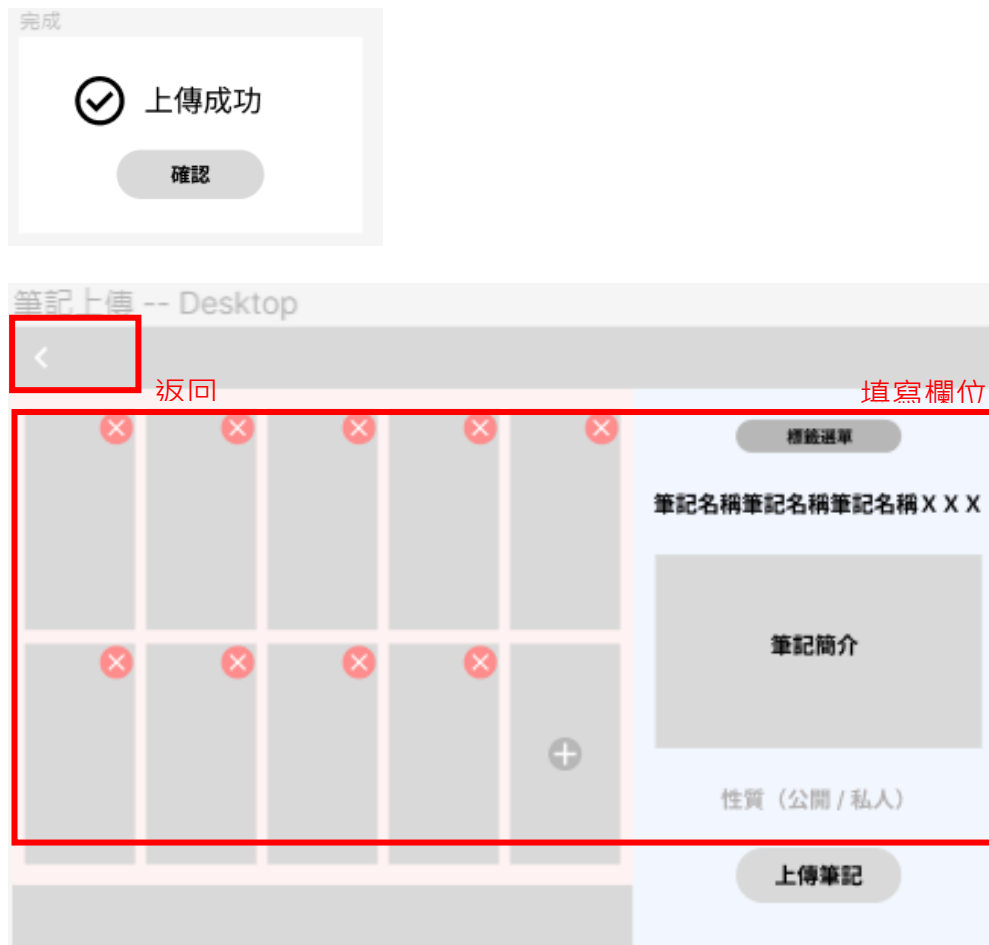 完成
上傳成功
確認
筆記上傳 -- Desktop
返回
填寫欄位
標籤選單
筆記名稱筆記名稱筆記名稱ＸＸＸ
筆記簡介
性質（公開 / 私人）
上傳筆記